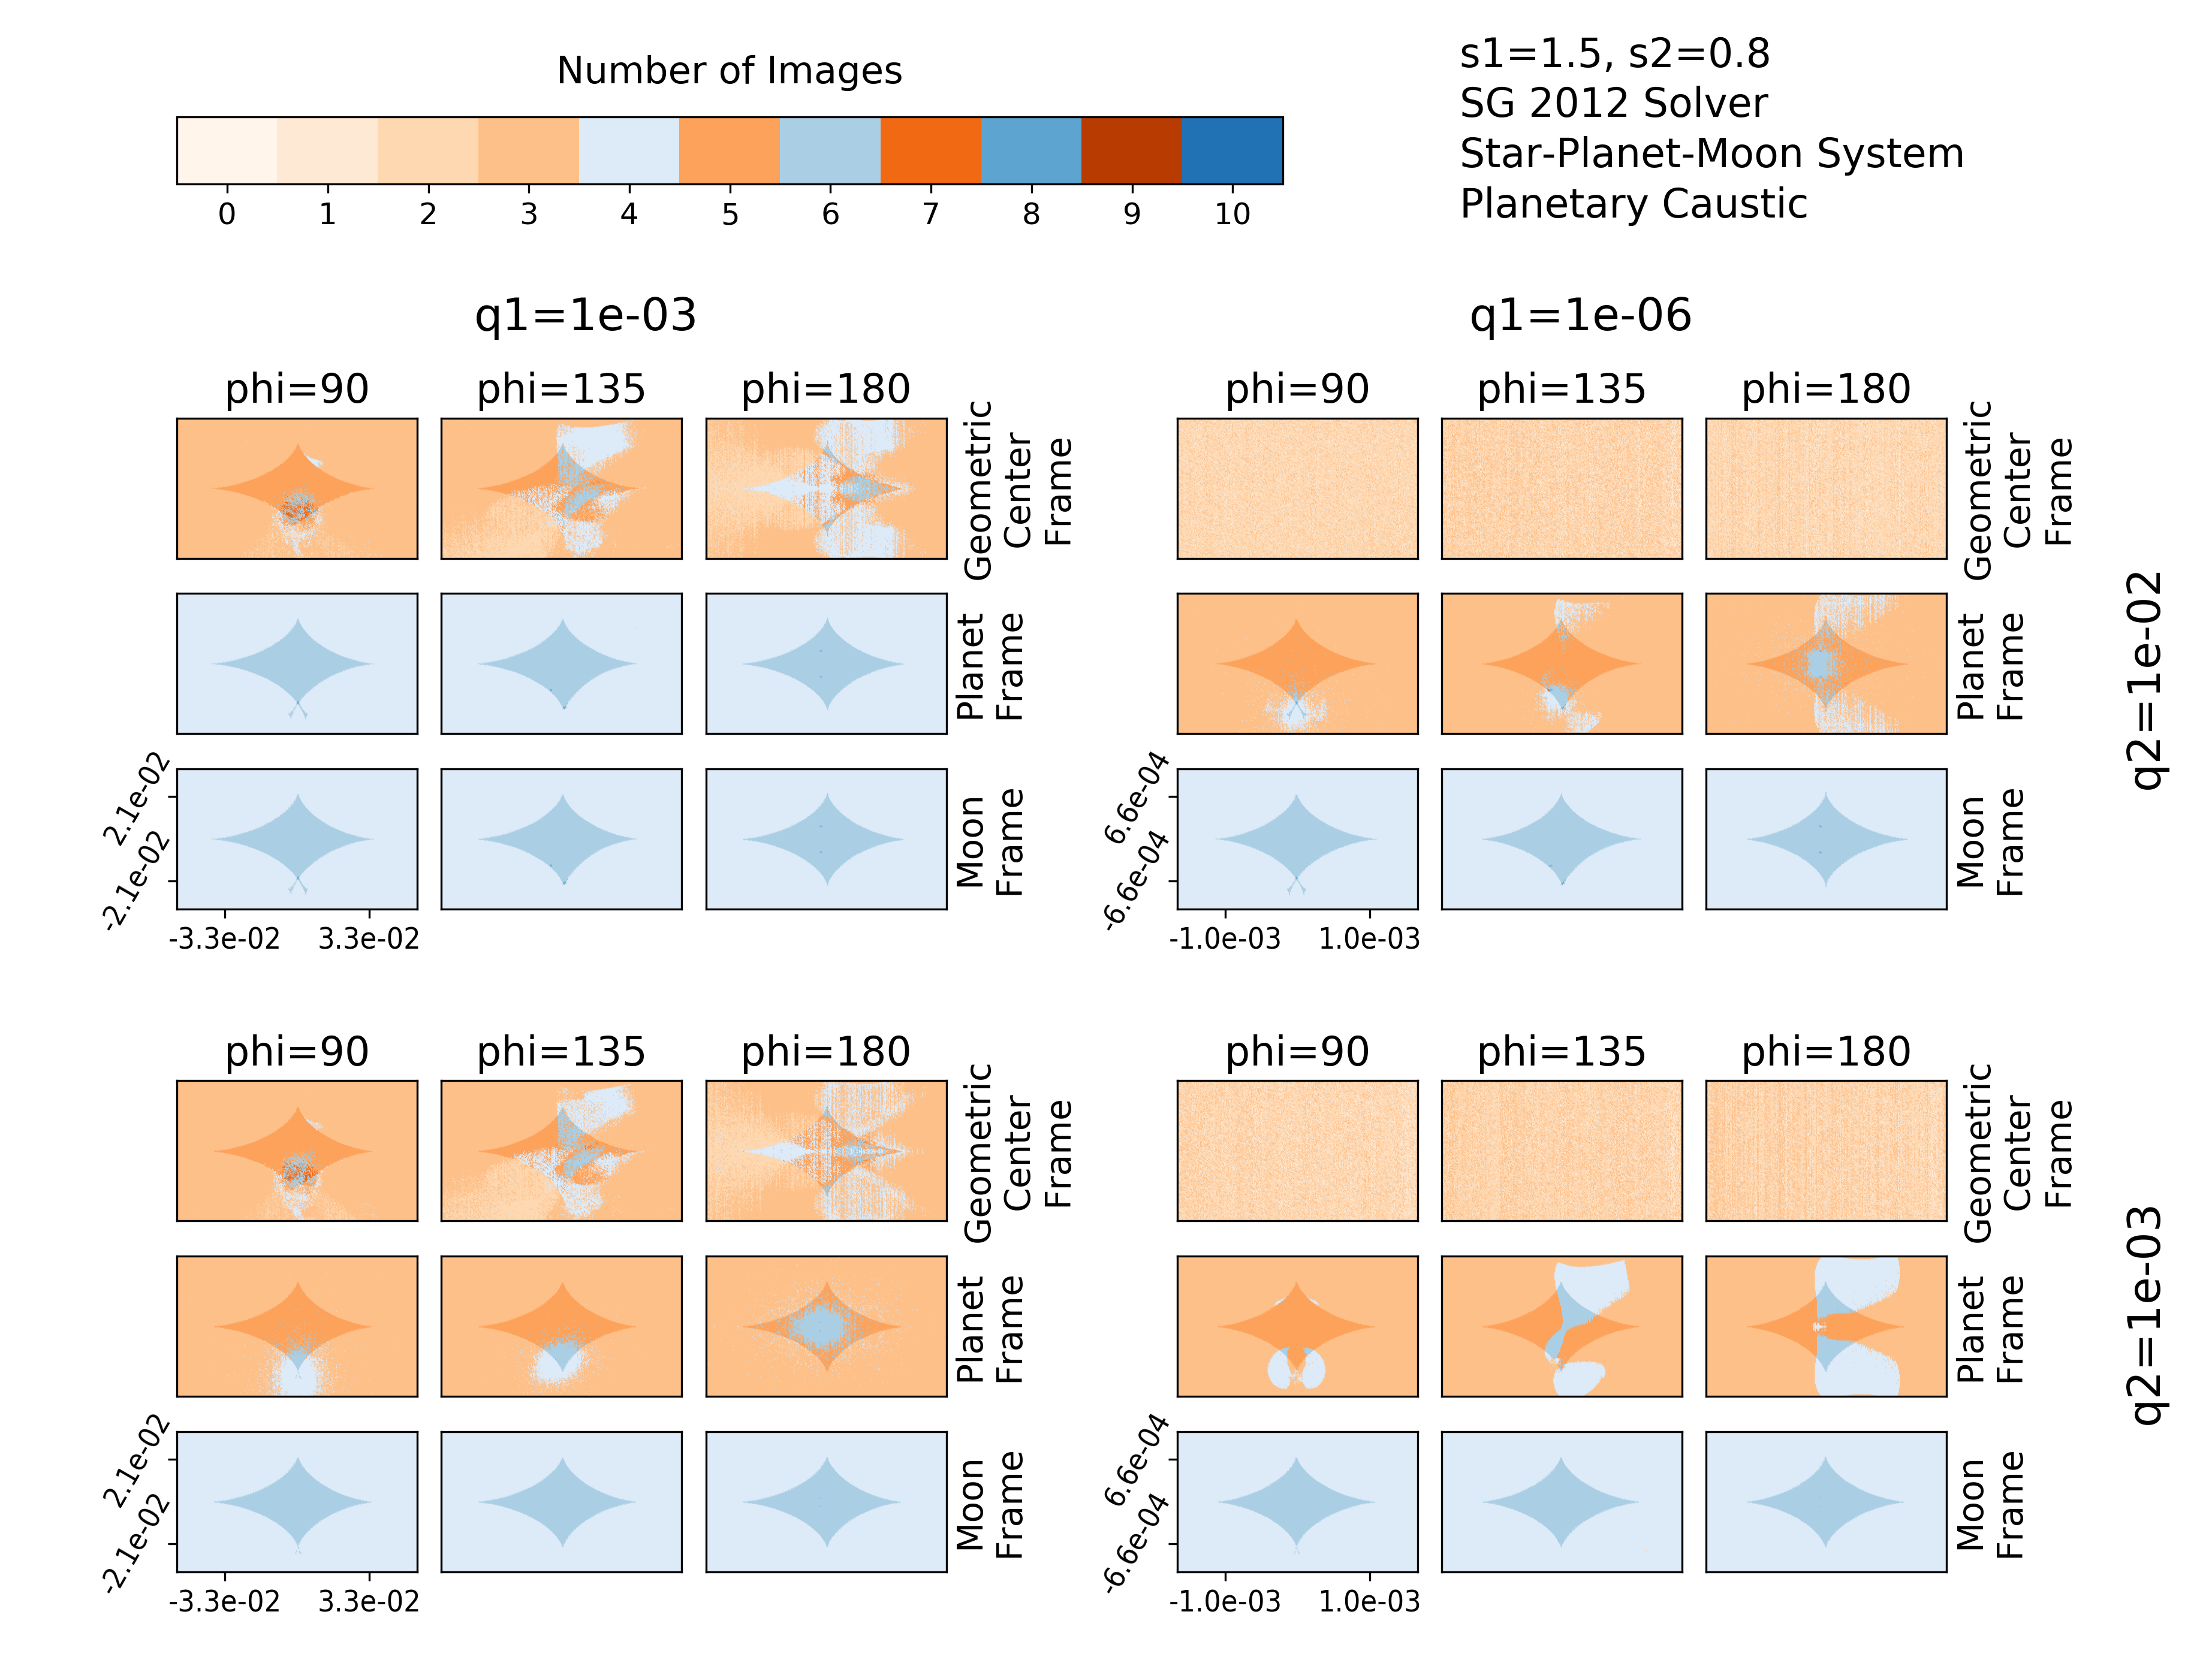 Number of Images
0 1 2 3 4 5 6 7 8 9 10
s1=1.5, s2=0.8
SG 2012 Solver
Star-Planet-Moon System
Planetary Caustic
q1=1e-03
q1=1e-06
phi=90 phi=135 phi=180
Geometric
Center
Frame
Planet
Frame
Moon
Frame
2.1e-02
-2.1e-02
-3.3e-02 3.3e-02
phi=90 phi=135 phi=180
Geometric
Center
Frame
Planet
Frame
Moon
Frame
6.6e-04
-6.6e-04
-1.0e-03 1.0e-03
q2=1e-02
phi=90 phi=135 phi=180
Geometric
Center
Frame
Planet
Frame
Moon
Frame
2.1e-02
-2.1e-02
-3.3e-02 3.3e-02
phi=90 phi=135 phi=180
Geometric
Center
Frame
Planet
Frame
Moon
Frame
6.6e-04
-6.6e-04
-1.0e-03 1.0e-03
q2=1e-03